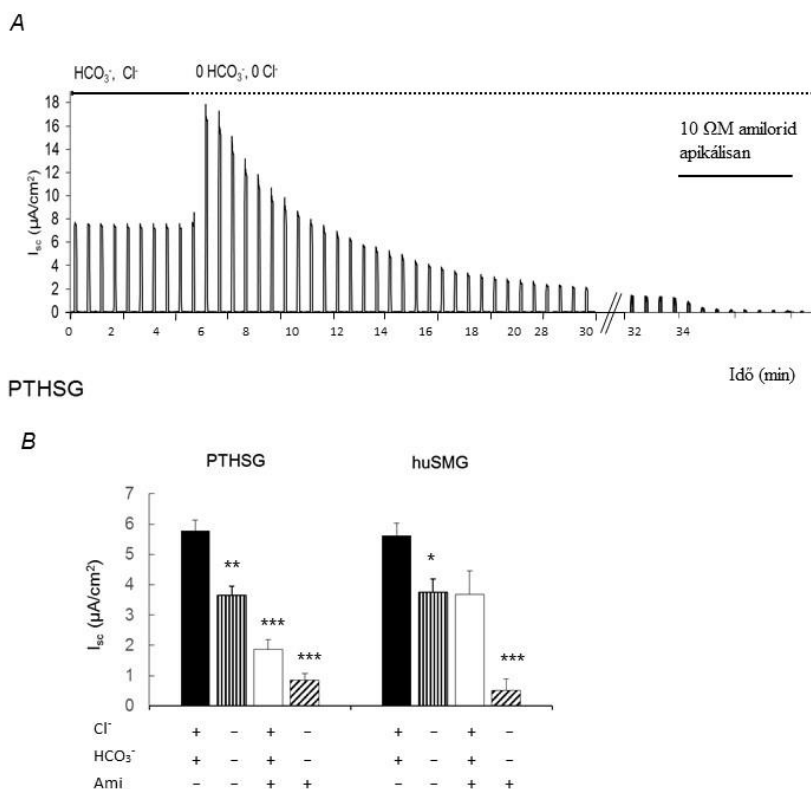 A
HCO₃⁻, Cl⁻ 0 HCO₃⁻, 0 Cl⁻
10 ΩM amilorid
apikálisan
I_sc (µA/cm²)
18
16
14
12
10
8
6
4
2
0
0 2 4 6 8 10 12 14 16 18 20 28 30 32 34
Idő (min)
PTHSG
B
PTHSG huSMG
I_sc (µA/cm²)
7
6
5
4
3
2
1
0
** *** *** * ***
Cl⁻ + − + − + − + −
HCO₃⁻ + − + − + − + −
Ami − − + + − − + +